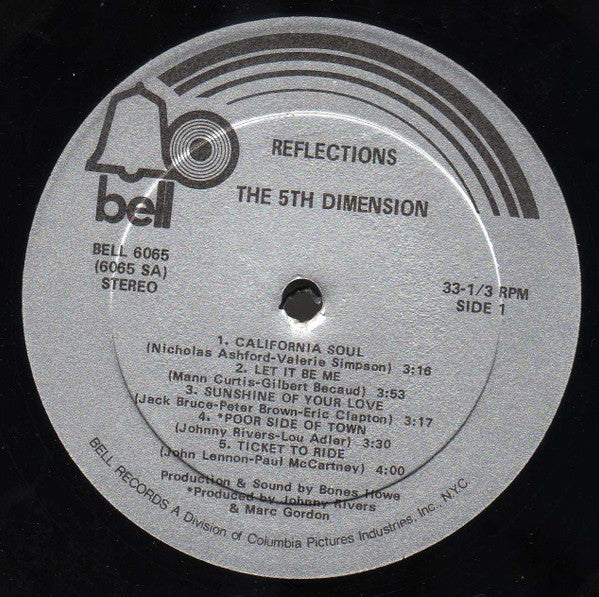 REFLECTIONS
THE 5TH DIMENSION
bell
BELL 6065
(6065 SA)
STEREO
33-1/3 RPM
SIDE 1
1. CALIFORNIA SOUL
(Nicholas Ashford-Valerie Simpson) 3:16
2. LET IT BE ME
(Mann Curtis-Gilbert Becaud) 3:53
3. SUNSHINE OF YOUR LOVE
(Jack Bruce-Peter Brown-Eric Clapton) 3:17
4. *POOR SIDE OF TOWN
(Johnny Rivers-Lou Adler) 3:30
5. TICKET TO RIDE
(John Lennon-Paul McCartney) 4:00
Production & Sound by Bones Howe
*Produced by Johnny Rivers
& Marc Gordon
BELL RECORDS A Division of Columbia Pictures Industries, Inc., N.Y.C.